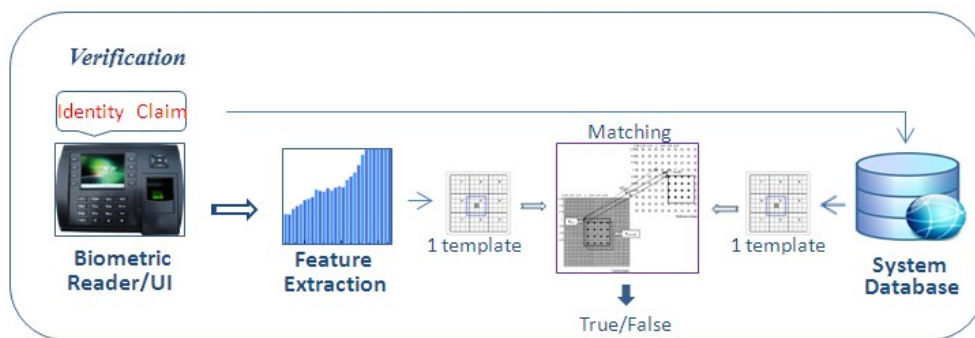 Verification
Identity Claim
Matching
1 template
1 template
Biometric
Reader/UI
Feature
Extraction
System
Database
True/False